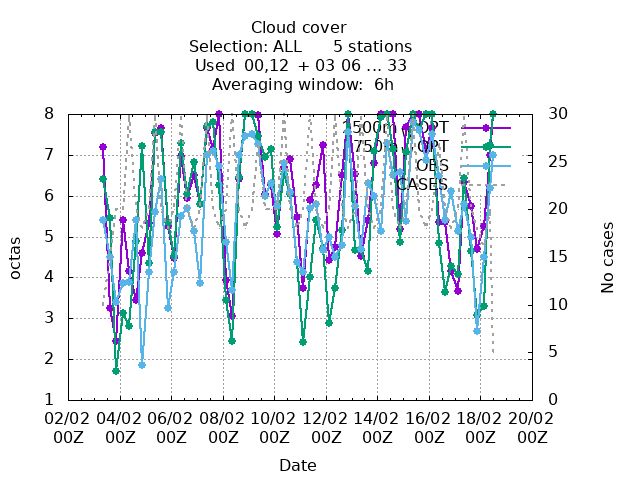 Cloud cover
Selection: ALL 5 stations
Used 00,12 + 03 06 ... 33
Averaging window: 6h
8 30
OPT
7 OBS 25
CASES
6 20
5 15
4
3 10
2 5
1 0
octas
No cases
02/02 04/02 06/02 08/02 10/02 12/02 14/02 16/02 18/02 20/02
00Z 00Z 00Z 00Z 00Z 00Z 00Z 00Z 00Z 00Z
Date